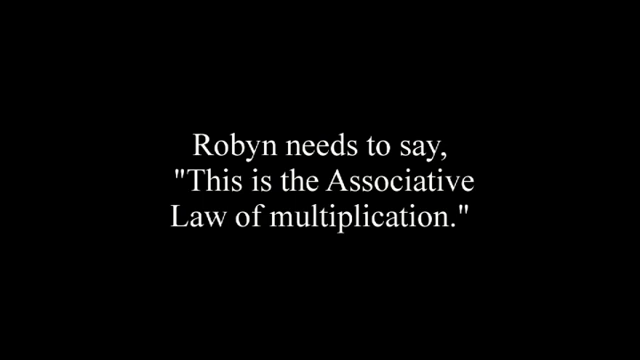 Robyn needs to say,
"This is the Associative
Law of multiplication."